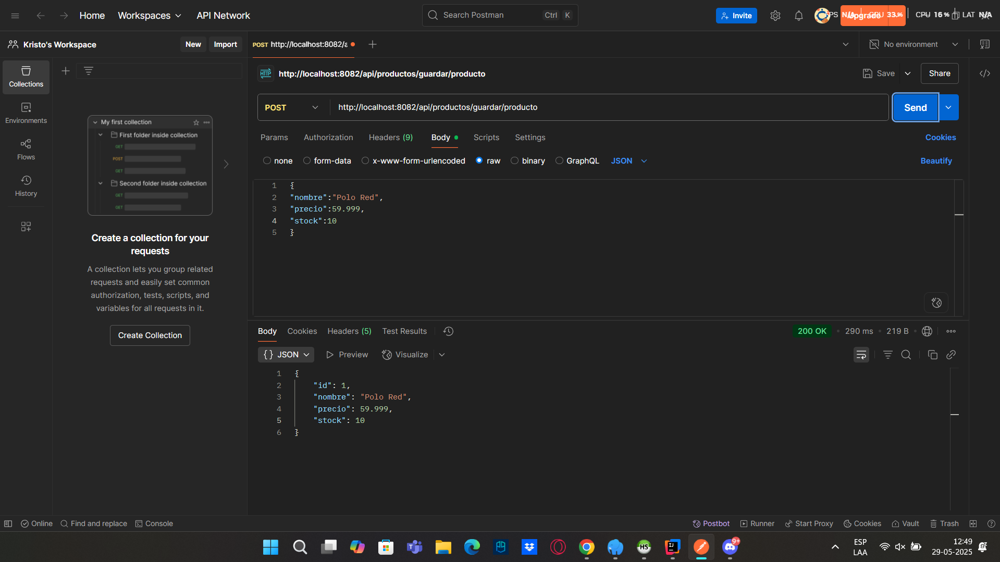 Home
Workspaces
API Network
Search Postman
Ctrl K
Invite
Upgrade
N/A
CPU 33 %
CPU 16 %
LAT N/A
Kristo's Workspace
New
Import
POST http://localhost:8082/a
No environment
Collections
Environments
Flows
History
My first collection
First folder inside collection
GET
POST
GET
Second folder inside collection
GET
GET
Create a collection for your
requests
A collection lets you group related
requests and easily set common
authorization, tests, scripts, and
variables for all requests in it.
Create Collection
HTTP http://localhost:8082/api/productos/guardar/producto
Save
Share
POST
http://localhost:8082/api/productos/guardar/producto
Send
Params
Authorization
Headers (9)
Body
Scripts
Settings
Cookies
none
form-data
x-www-form-urlencoded
raw
binary
GraphQL
JSON
Beautify
1 {
2 "nombre":"Polo Red",
3 "precio":59.999,
4 "stock":10
5 }
Body
Cookies
Headers (5)
Test Results
200 OK
290 ms
219 B
{} JSON
Preview
Visualize
1 {
2 "id": 1,
3 "nombre": "Polo Red",
4 "precio": 59.999,
5 "stock": 10
6 }
Online
Find and replace
Console
Postbot
Runner
Start Proxy
Cookies
Vault
Trash
HS
IJ
9+
ESP
LAA
12:49
29-05-2025